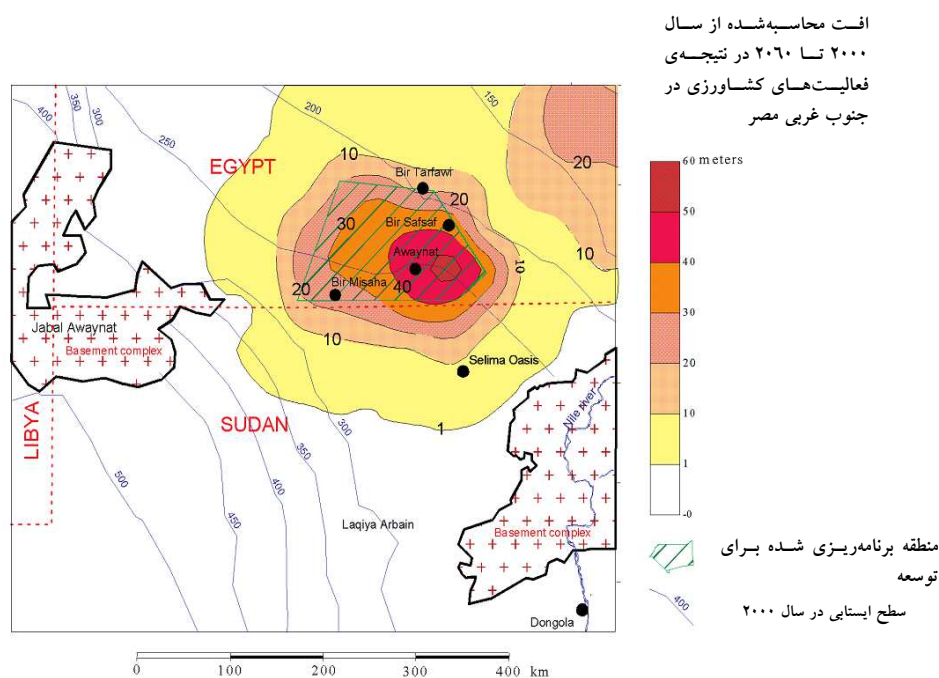 افت محاسبه‌شده از سال
۲۰۰۰ تا ۲۰۶۰ در نتیجه‌ی
فعالیت‌های کشاورزی در
جنوب غربی مصر
400
350
300
250
200
150
EGYPT
10
Bir Tarfawi
20
20
30
Bir Safsaf
Awaynat
10
10
20
Bir Misaha
40
Jabal Awaynat
Basement complex
10
Selima Oasis
LIBYA
SUDAN
1
Nile river
300
350
400
450
500
Laqiya Arbain
Basement complex
Dongola
0 100 200 300 400 km
60 meters
50
40
30
20
10
1
-0
منطقه برنامه‌ریزی شده برای
توسعه
400
سطح ایستابی در سال ۲۰۰۰